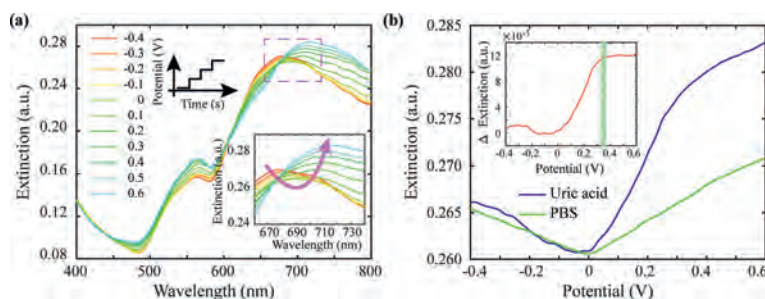 (a)
Extinction (a.u.)
0.28
0.24
0.20
0.16
0.12
0.08
-0.4
-0.3
-0.2
-0.1
0
0.1
0.2
0.3
0.4
0.5
0.6
Potential (V)
Time (s)
Extinction (a.u.)
0.28
0.26
0.24
670 690 710 730
Wavelength (nm)
400 500 600 700 800
Wavelength (nm)
(b)
Extinction (a.u.)
0.285
0.280
0.275
0.270
0.265
0.260
Δ Extinction (a.u.)
12
8
4
0
-0.4 -0.2 0 0.2 0.4 0.6
Potential (V)
Uric acid
PBS
-0.4 -0.2 0 0.2 0.4 0.6
Potential (V)